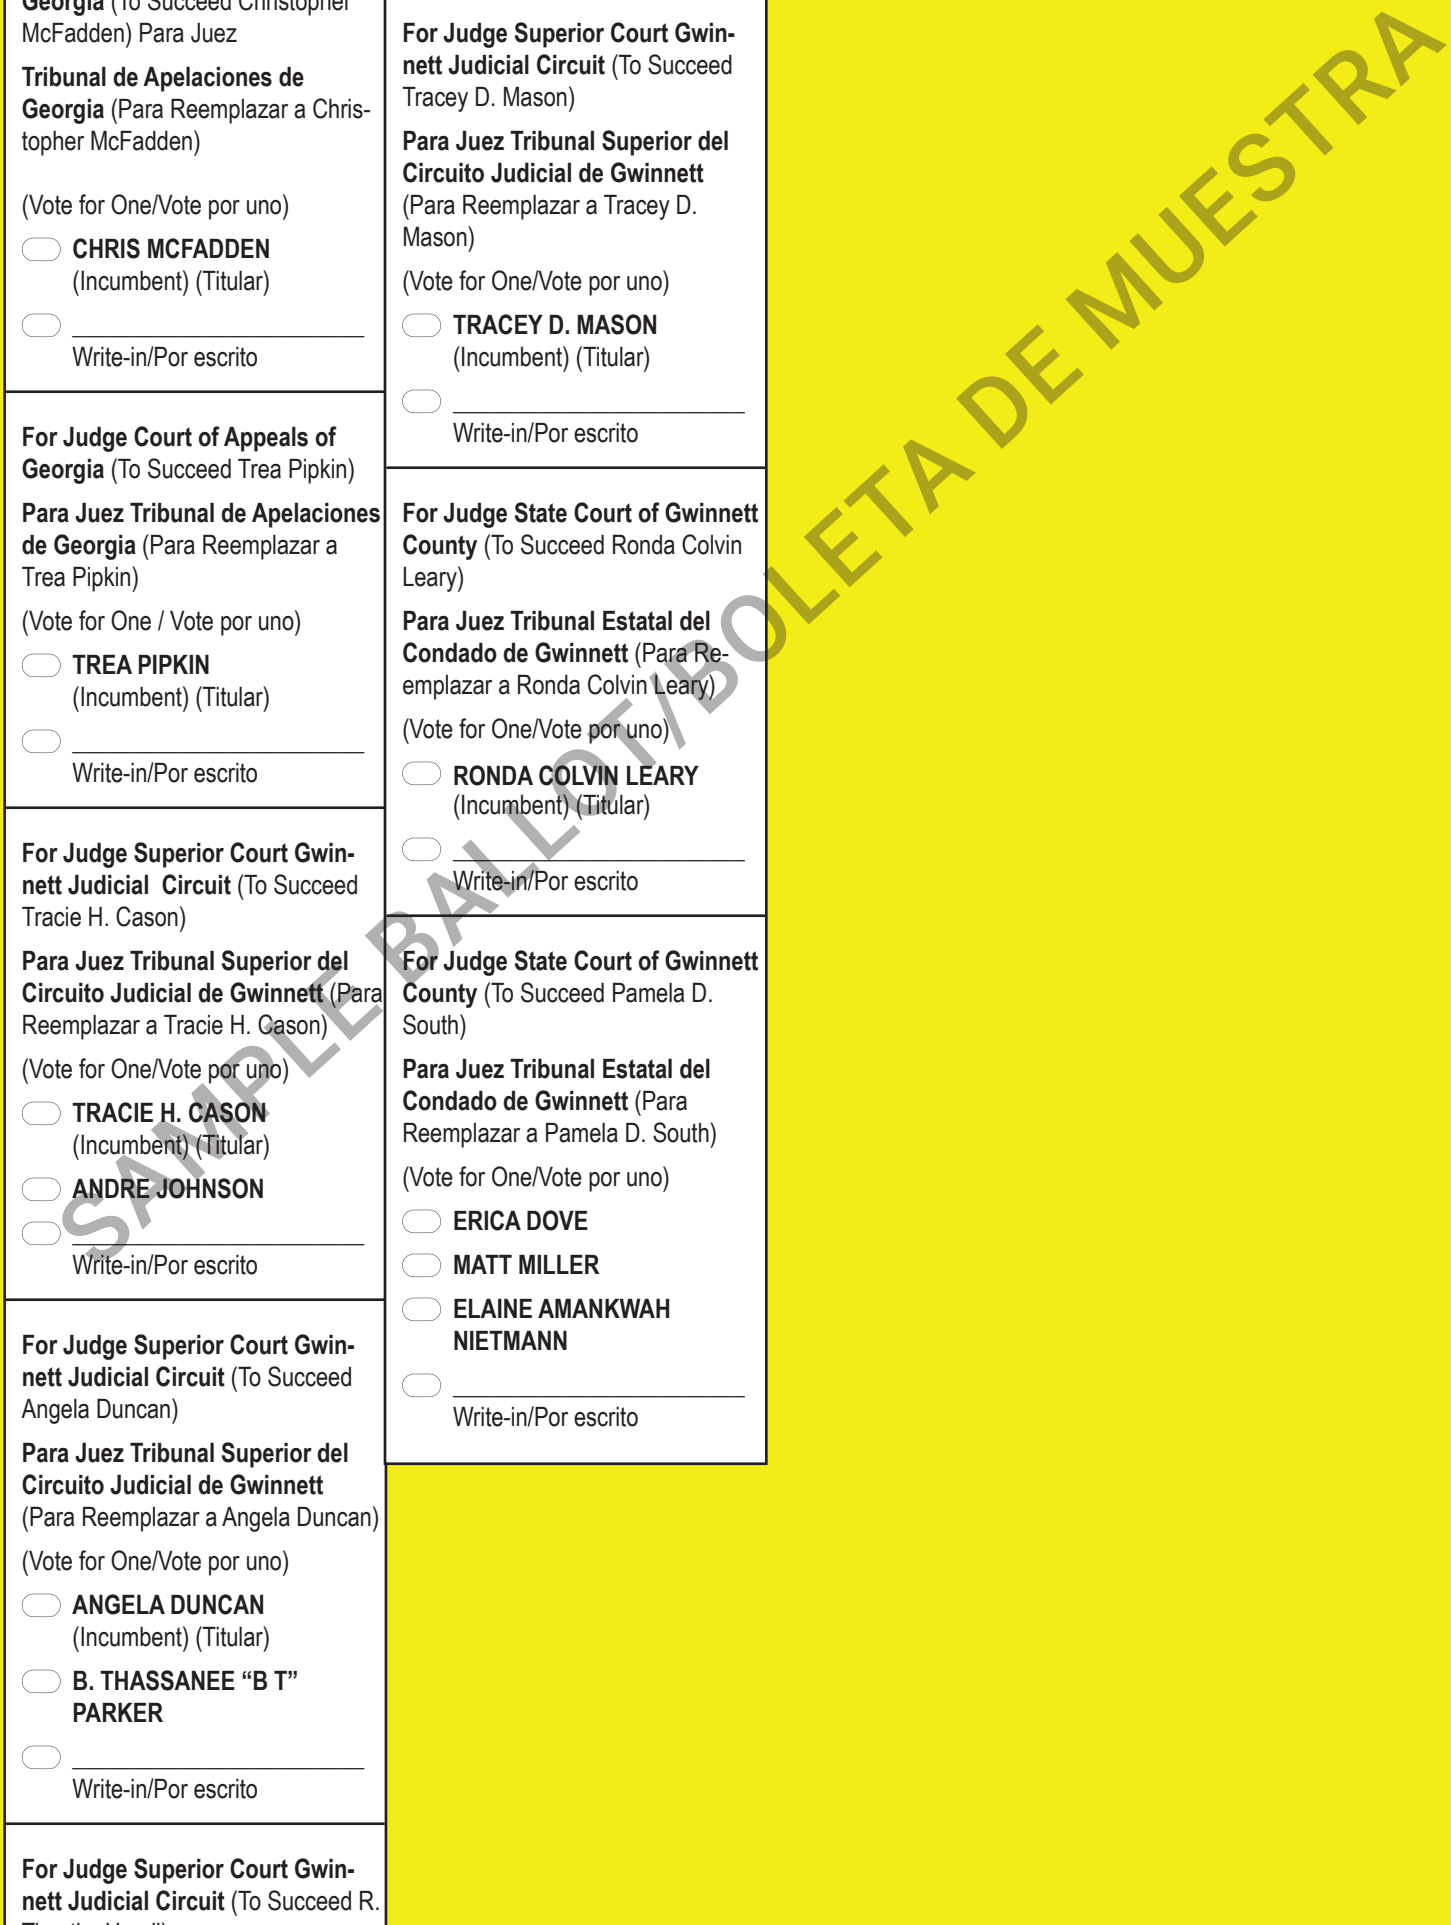 Georgia (To Succeed Christopher
McFadden) Para Juez
Tribunal de Apelaciones de
Georgia (Para Reemplazar a Chris-
topher McFadden)
(Vote for One/Vote por uno)
CHRIS MCFADDEN
(Incumbent) (Titular)
Write-in/Por escrito
For Judge Court of Appeals of
Georgia (To Succeed Trea Pipkin)
Para Juez Tribunal de Apelaciones
de Georgia (Para Reemplazar a
Trea Pipkin)
(Vote for One / Vote por uno)
TREA PIPKIN
(Incumbent) (Titular)
Write-in/Por escrito
For Judge Superior Court Gwin-
nett Judicial Circuit (To Succeed
Tracie H. Cason)
Para Juez Tribunal Superior del
Circuito Judicial de Gwinnett (Para
Reemplazar a Tracie H. Cason)
(Vote for One/Vote por uno)
TRACIE H. CASON
(Incumbent) (Titular)
ANDRE JOHNSON
Write-in/Por escrito
For Judge Superior Court Gwin-
nett Judicial Circuit (To Succeed
Angela Duncan)
Para Juez Tribunal Superior del
Circuito Judicial de Gwinnett
(Para Reemplazar a Angela Duncan)
(Vote for One/Vote por uno)
ANGELA DUNCAN
(Incumbent) (Titular)
B. THASSANEE “B T”
PARKER
Write-in/Por escrito
For Judge Superior Court Gwin-
nett Judicial Circuit (To Succeed R.
For Judge Superior Court Gwin-
nett Judicial Circuit (To Succeed
Tracey D. Mason)
Para Juez Tribunal Superior del
Circuito Judicial de Gwinnett
(Para Reemplazar a Tracey D.
Mason)
(Vote for One/Vote por uno)
TRACEY D. MASON
(Incumbent) (Titular)
Write-in/Por escrito
For Judge State Court of Gwinnett
County (To Succeed Ronda Colvin
Leary)
Para Juez Tribunal Estatal del
Condado de Gwinnett (Para Re-
emplazar a Ronda Colvin Leary)
(Vote for One/Vote por uno)
RONDA COLVIN LEARY
(Incumbent) (Titular)
Write-in/Por escrito
For Judge State Court of Gwinnett
County (To Succeed Pamela D.
South)
Para Juez Tribunal Estatal del
Condado de Gwinnett (Para
Reemplazar a Pamela D. South)
(Vote for One/Vote por uno)
ERICA DOVE
MATT MILLER
ELAINE AMANKWAH
NIETMANN
Write-in/Por escrito
SAMPLE BALLOT/BOLETA DE MUESTRA